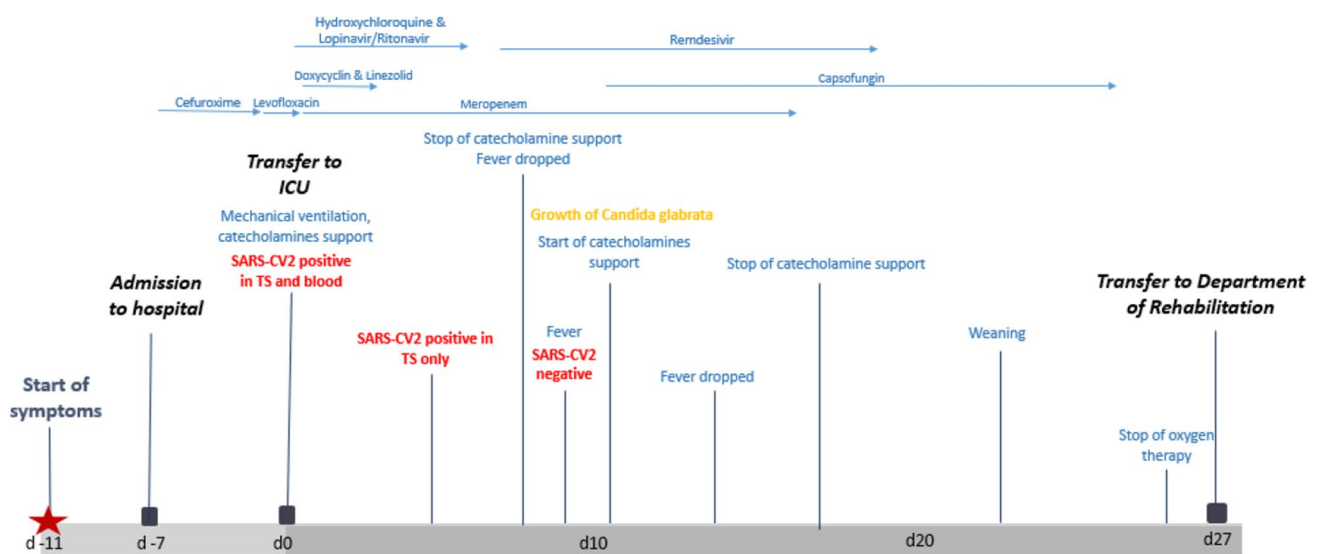 Hydroxychloroquine &
Lopinavir/Ritonavir
Remdesivir
Doxycyclin & Linezolid
Capsofungin
Cefuroxime
Levofloxacin
Meropenem
Stop of catecholamine support
Fever dropped
Transfer to
ICU
Mechanical ventilation,
catecholamines support
SARS-CV2 positive
in TS and blood
Growth of Candida glabrata
Start of catecholamines
support
Stop of catecholamine support
Admission
to hospital
Transfer to Department
of Rehabilitation
SARS-CV2 positive in
TS only
Fever
SARS-CV2
negative
Weaning
Fever dropped
Start of
symptoms
Stop of oxygen
therapy
d -11
d -7
d0
d10
d20
d27